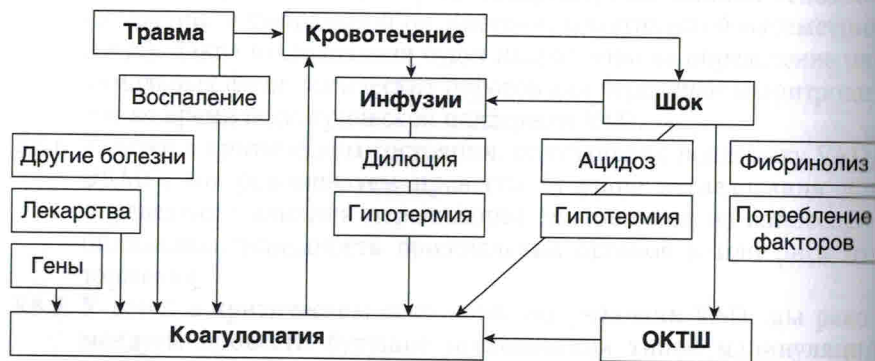 Травма
Кровотечение
Воспаление
Инфузии
Шок
Другие болезни
Дилюция
Ацидоз
Фибринолиз
Лекарства
Гипотермия
Гипотермия
Потребление
факторов
Гены
Коагулопатия
ОКТШ